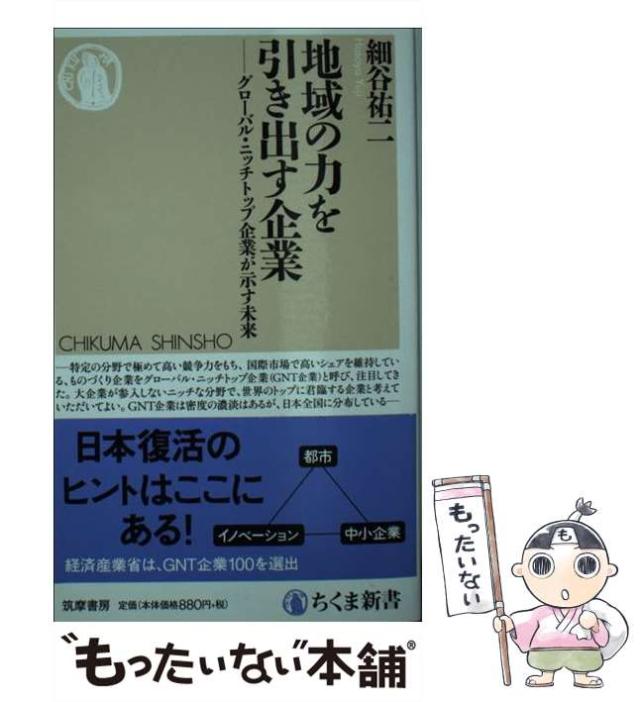 細谷祐二
Hosoya Yuji
地域の力を
引き出す企業
──グローバル・ニッチトップ企業が示す未来
CHIKUMA SHINSHO
──特定の分野で極めて高い競争力をもち、国際市場で高いシェアを維持してい
る、ものづくり企業をグローバル・ニッチトップ企業(GNT企業)と呼び、注目してき
た。大企業が参入しないニッチな分野で、世界のトップに君臨する企業と考えて
いただいてよい。GNT企業は密度の濃淡はあるが、日本全国に分布している──
日本復活の
ヒントはここに
ある!
都市
イノベーション
中小企業
経済産業省は、GNT企業100を選出
筑摩書房 定価(本体価格880円+税)
ちくま新書
もったいない
も
"もったいない"本舗®